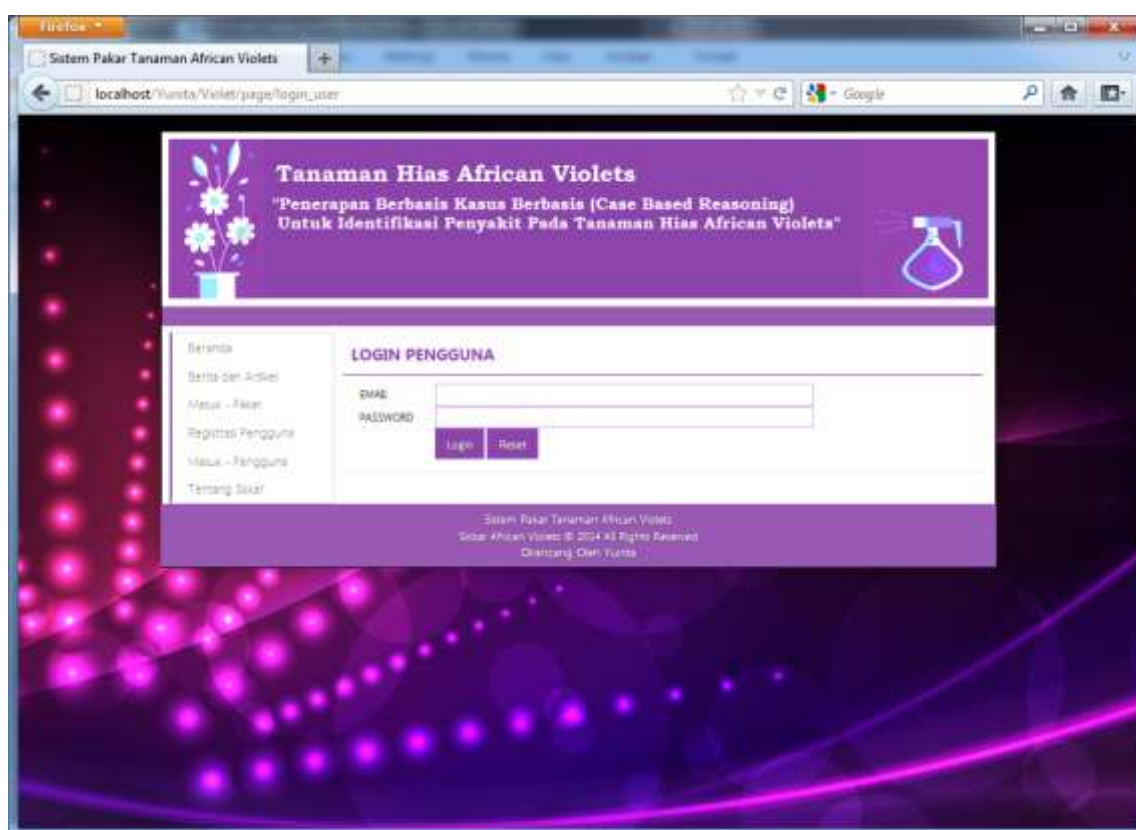 Firefox
Sistem Pakar Tanaman African Violets
localhost/Yunita/Violet/page/login_user
Google
Tanaman Hias African Violets
"Penerapan Berbasis Kasus Berbasis (Case Based Reasoning)
Untuk Identifikasi Penyakit Pada Tanaman Hias African Violets"
Beranda
Berita dan Artikel
Masuk - Pakar
Registrasi Pengguna
Masuk - Pengguna
Tentang Sistem
LOGIN PENGGUNA
EMAIL
PASSWORD
Login Reset
Sistem Pakar Tanaman African Violets
African Violets © 2014 All Rights Reserved
Dirancang Oleh Yunita